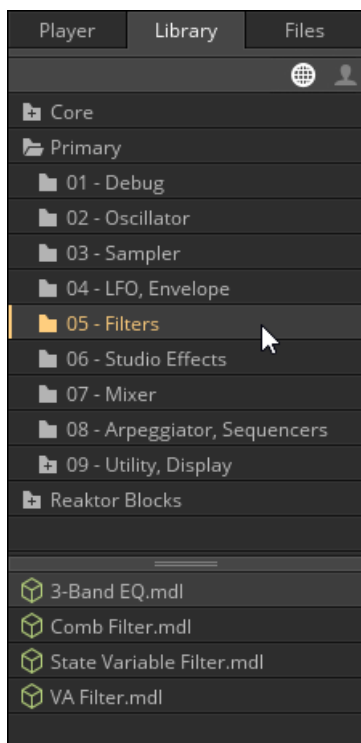 Player Library Files
Core
Primary
01 - Debug
02 - Oscillator
03 - Sampler
04 - LFO, Envelope
05 - Filters
06 - Studio Effects
07 - Mixer
08 - Arpeggiator, Sequencers
09 - Utility, Display
Reaktor Blocks
3-Band EQ.mdl
Comb Filter.mdl
State Variable Filter.mdl
VA Filter.mdl